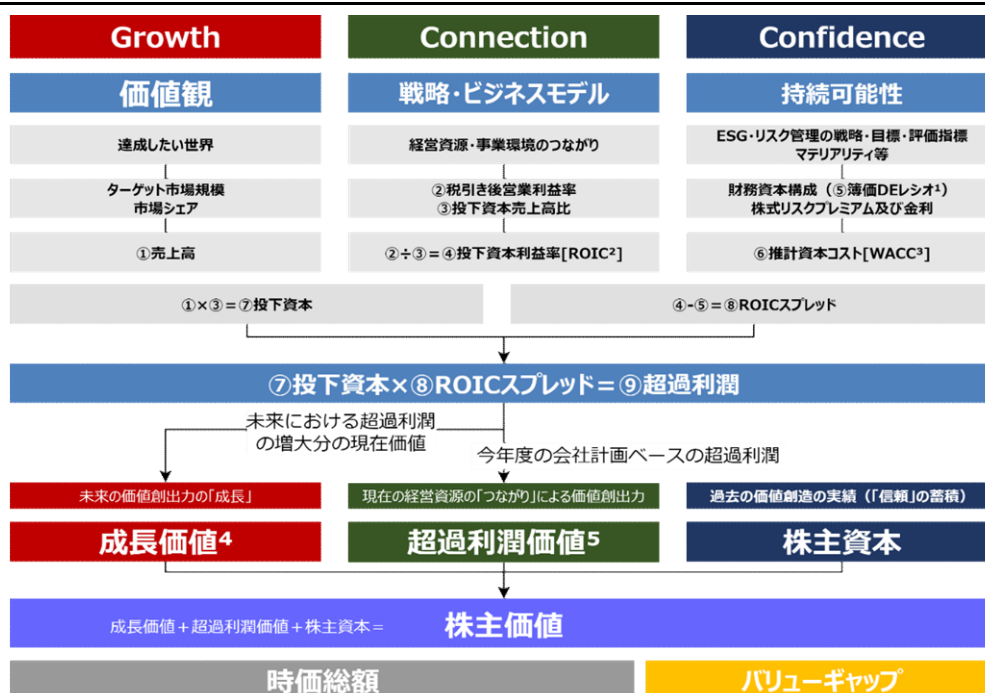 Growth
Connection
Confidence
価値観
戦略・ビジネスモデル
持続可能性
達成したい世界
経営資源・事業環境のつながり
ESG・リスク管理の戦略・目標・評価指標
マテリアリティ等
ターゲット市場規模
市場シェア
②税引き後営業利益率
③投下資本売上高比
財務資本構成（⑤簿価DEレシオ¹）
株式リスクプレミアム及び金利
①売上高
②÷③＝④投下資本利益率[ROIC²]
⑥推計資本コスト[WACC³]
①×③＝⑦投下資本
④-⑤＝⑧ROICスプレッド
⑦投下資本×⑧ROICスプレッド＝⑨超過利潤
未来における超過利潤
の増大分の現在価値
今年度の会社計画ベースの超過利潤
未来の価値創出力の「成長」
現在の経営資源の「つながり」による価値創出力
過去の価値創造の実績（「信頼」の蓄積）
成長価値⁴
超過利潤価値⁵
株主資本
成長価値＋超過利潤価値＋株主資本＝ 株主価値
時価総額
バリューギャップ